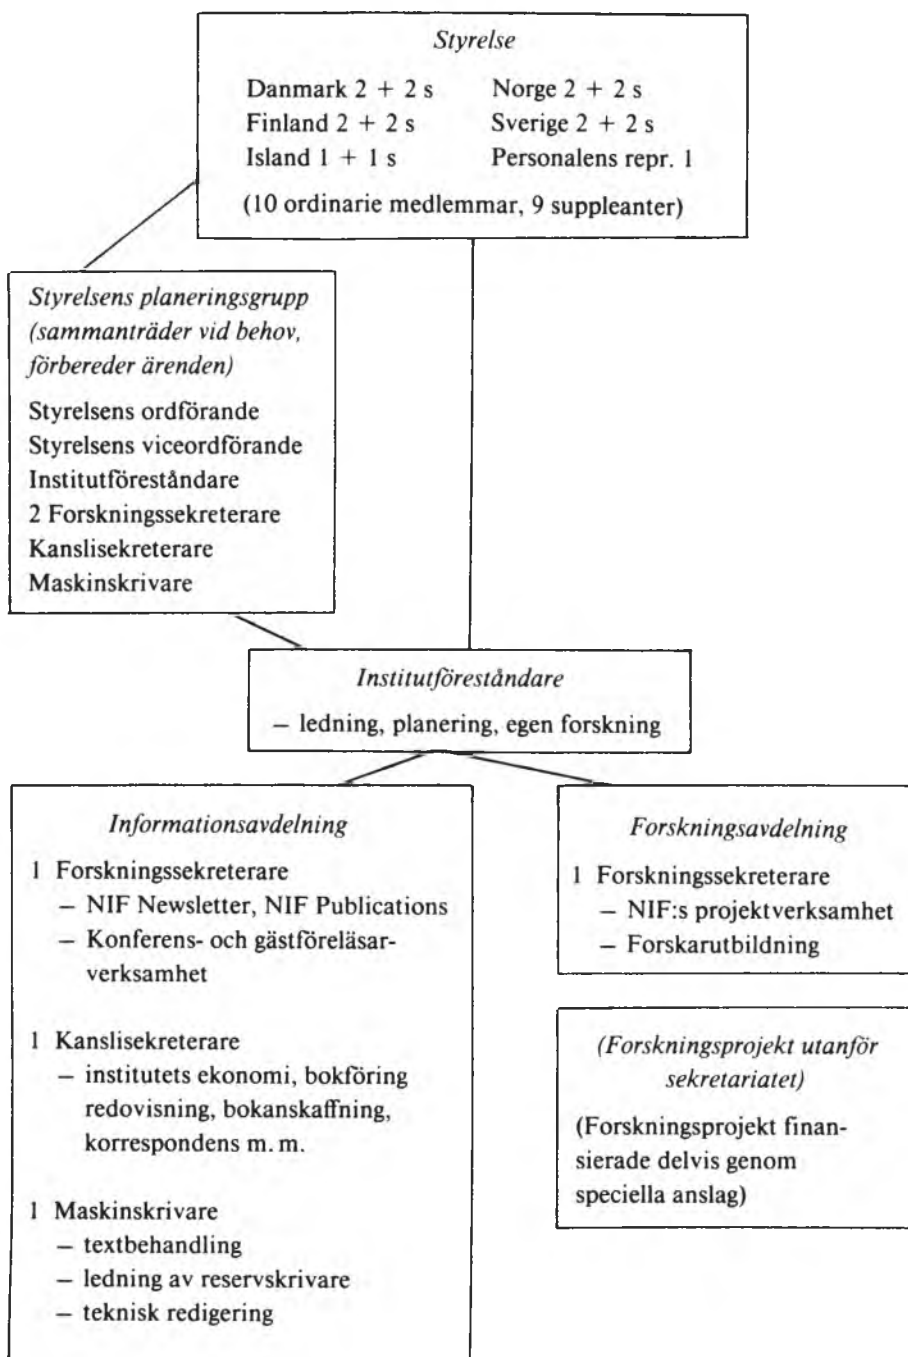 Styrelse
Danmark 2 + 2 s
Norge 2 + 2 s
Finland 2 + 2 s
Sverige 2 + 2 s
Island 1 + 1 s
Personalens repr. 1
(10 ordinarie medlemmar, 9 suppleanter)
Styrelsens planeringsgrupp
(sammanträder vid behov,
förbereder ärenden)
Styrelsens ordförande
Styrelsens viceordförande
Institutföreståndare
2 Forskningssekreterare
Kanslisekreterare
Maskinskrivare
Institutföreståndare
– ledning, planering, egen forskning
Informationsavdelning
1 Forskningssekreterare
– NIF Newsletter, NIF Publications
– Konferens- och gästföreläsar-
verksamhet
1 Kanslisekreterare
– institutets ekonomi, bokföring
redovisning, bokanskaffning,
korrespondens m. m.
1 Maskinskrivare
– textbehandling
– ledning av reservskrivare
– teknisk redigering
Forskningsavdelning
1 Forskningssekreterare
– NIF:s projektverksamhet
– Forskarutbildning
(Forskningsprojekt utanför
sekretariatet)
(Forskningsprojekt finan-
sierade delvis genom
speciella anslag)